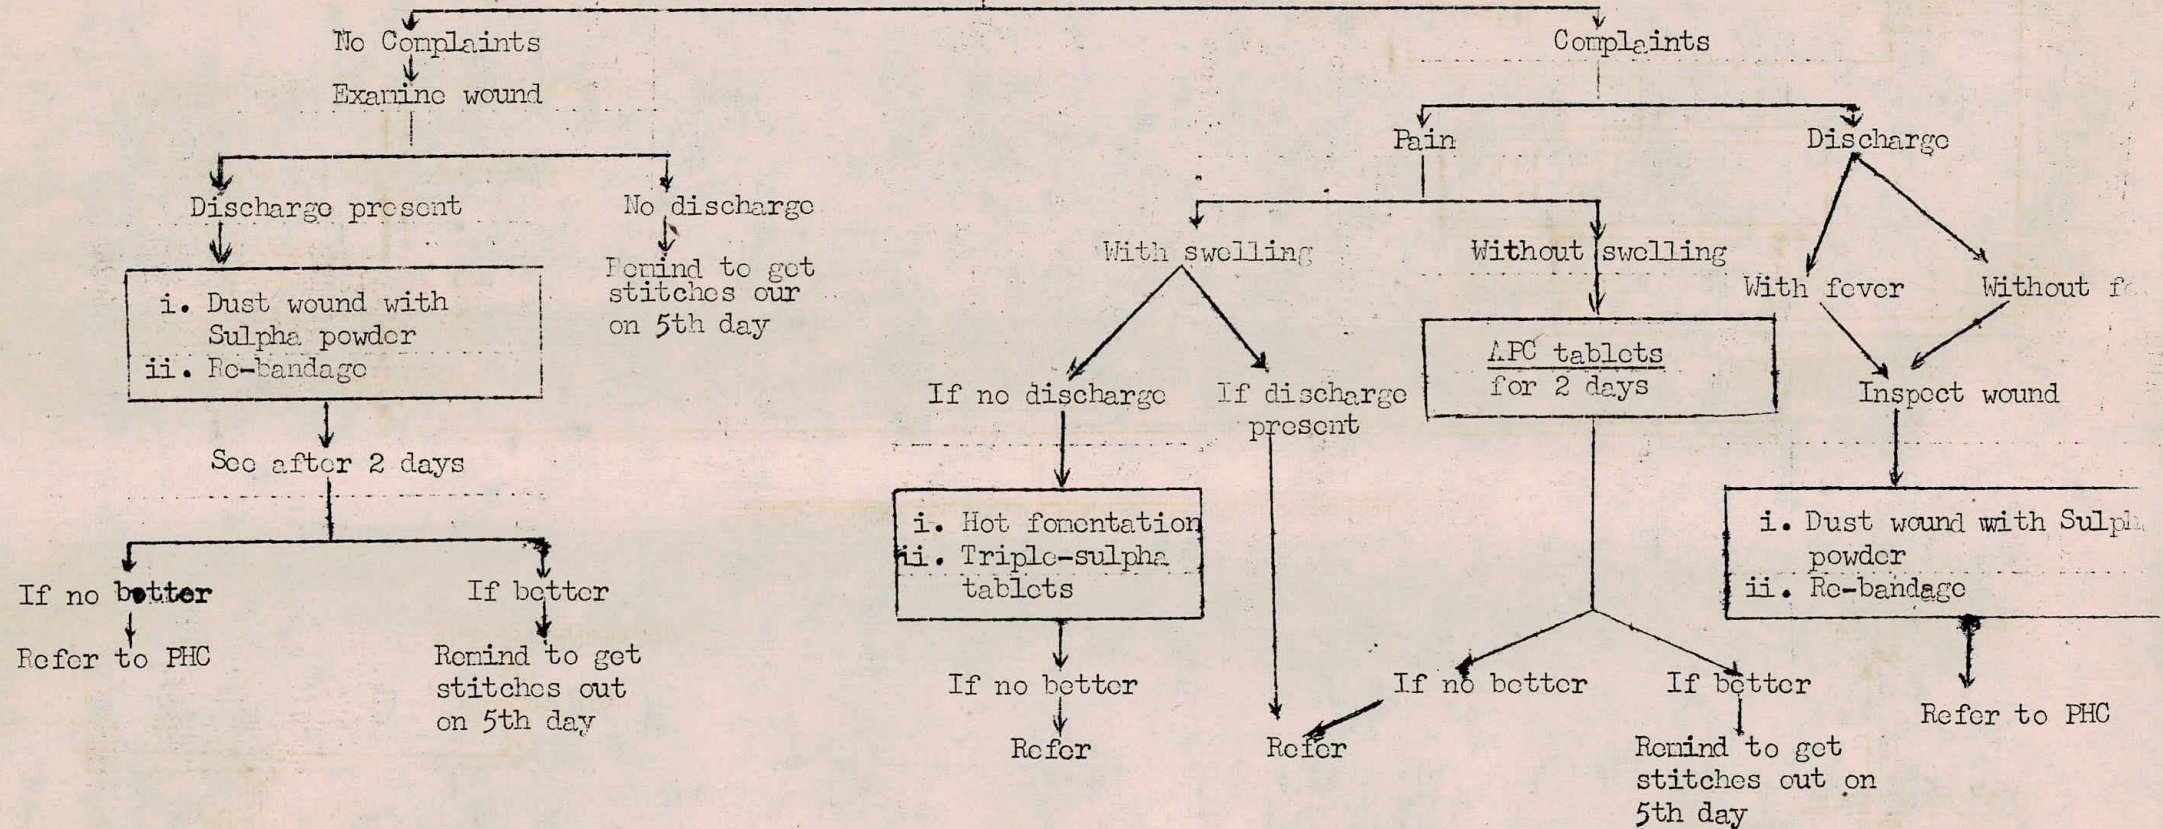 No Complaints
Complaints
Examine wound
Pain
Discharge
Discharge present
No discharge
With swelling
Without swelling
Remind to get
stitches our
on 5th day
With fever
Without
i. Dust wound with
Sulpha powder
ii. Re-bandage
APC tablets
for 2 days
If no discharge
If discharge
present
Inspect wound
See after 2 days
i. Hot fomentation
ii. Triple-sulpha
tablets
i. Dust wound with
powder
ii. Re-bandage
If no better
If better
Refer to PHC
Remind to get
stitches out
on 5th day
If no better
If no better
If better
Refer to PHC
Refer
Refer
Remind to get
stitches out on
5th day